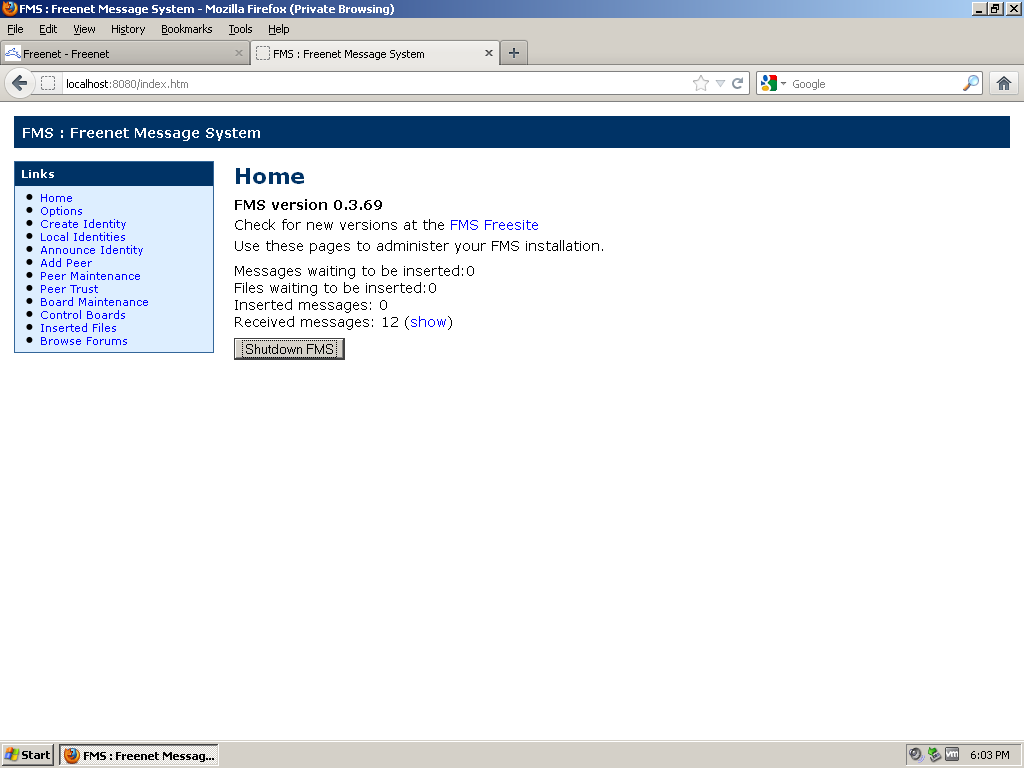 FMS : Freenet Message System - Mozilla Firefox (Private Browsing)
File Edit View History Bookmarks Tools Help
Freenet - Freenet
FMS : Freenet Message System
localhost:8080/index.htm
Google
FMS : Freenet Message System
Links
Home
Options
Create Identity
Local Identities
Announce Identity
Add Peer
Peer Maintenance
Peer Trust
Board Maintenance
Control Boards
Inserted Files
Browse Forums
Home
FMS version 0.3.69
Check for new versions at the FMS Freesite
Use these pages to administer your FMS installation.
Messages waiting to be inserted:0
Files waiting to be inserted:0
Inserted messages: 0
Received messages: 12 (show)
Shutdown FMS
Start
FMS : Freenet Messag...
vm
6:03 PM